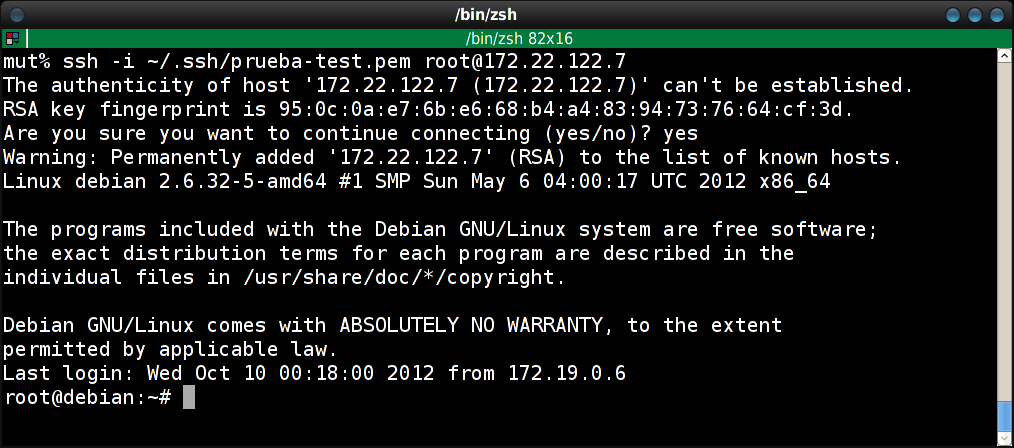 /bin/zsh
/bin/zsh 82x16
mut% ssh -i ~/.ssh/prueba-test.pem root@172.22.122.7
The authenticity of host '172.22.122.7 (172.22.122.7)' can't be established.
RSA key fingerprint is 95:0c:0a:e7:6b:e6:68:b4:a4:83:94:73:76:64:cf:3d.
Are you sure you want to continue connecting (yes/no)? yes
Warning: Permanently added '172.22.122.7' (RSA) to the list of known hosts.
Linux debian 2.6.32-5-amd64 #1 SMP Sun May 6 04:00:17 UTC 2012 x86_64
The programs included with the Debian GNU/Linux system are free software;
the exact distribution terms for each program are described in the
individual files in /usr/share/doc/*/copyright.
Debian GNU/Linux comes with ABSOLUTELY NO WARRANTY, to the extent
permitted by applicable law.
Last login: Wed Oct 10 00:18:00 2012 from 172.19.0.6
root@debian:~#